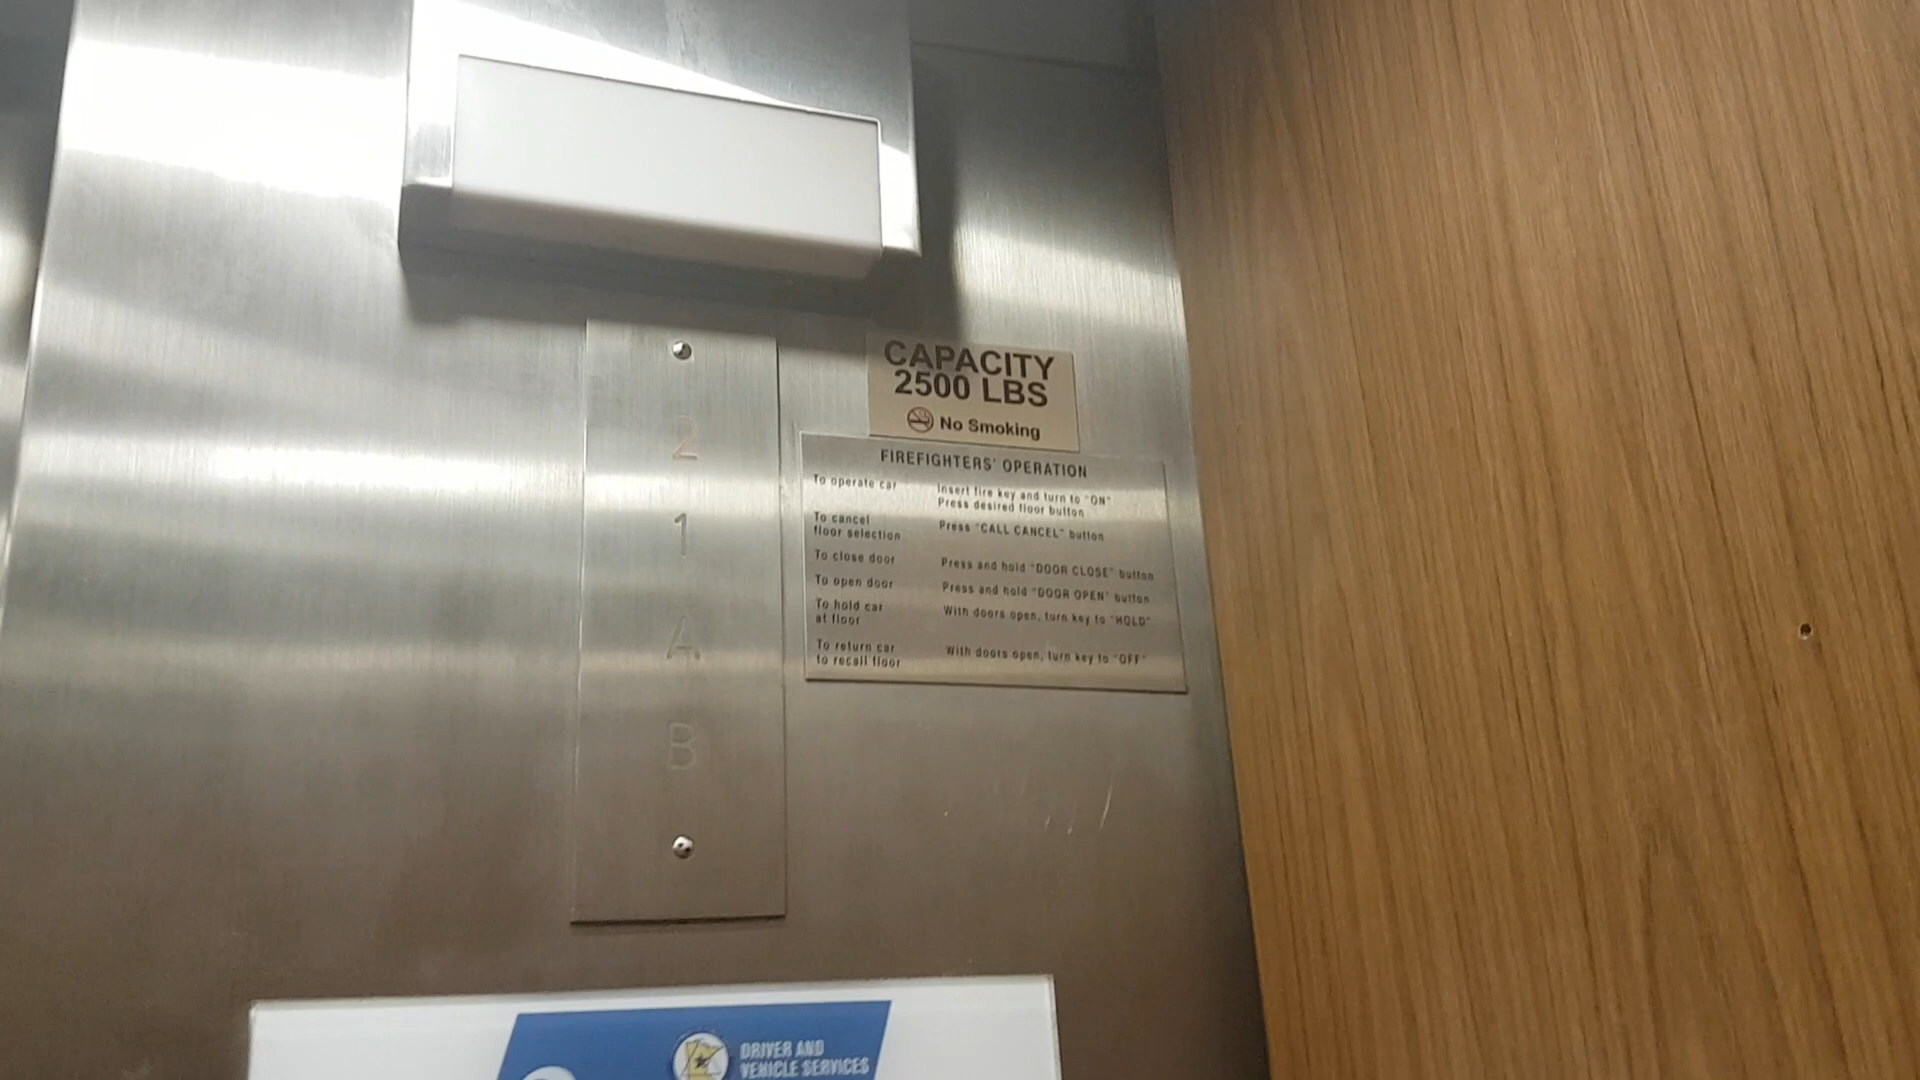 CAPACITY
2500 LBS
No Smoking
2
1
A
B
FIREFIGHTERS' OPERATION
To operate car Insert fire key and turn to "ON"
Press desired floor button
To cancel
floor selection Press "CALL CANCEL" button
To close door Press and hold "DOOR CLOSE" button
To open door Press and hold "DOOR OPEN" button
To hold car
at floor With doors open, turn key to "HOLD"
To return car
to recall floor With doors open, turn key to "OFF"
DRIVER AND
VEHICLE SERVICES